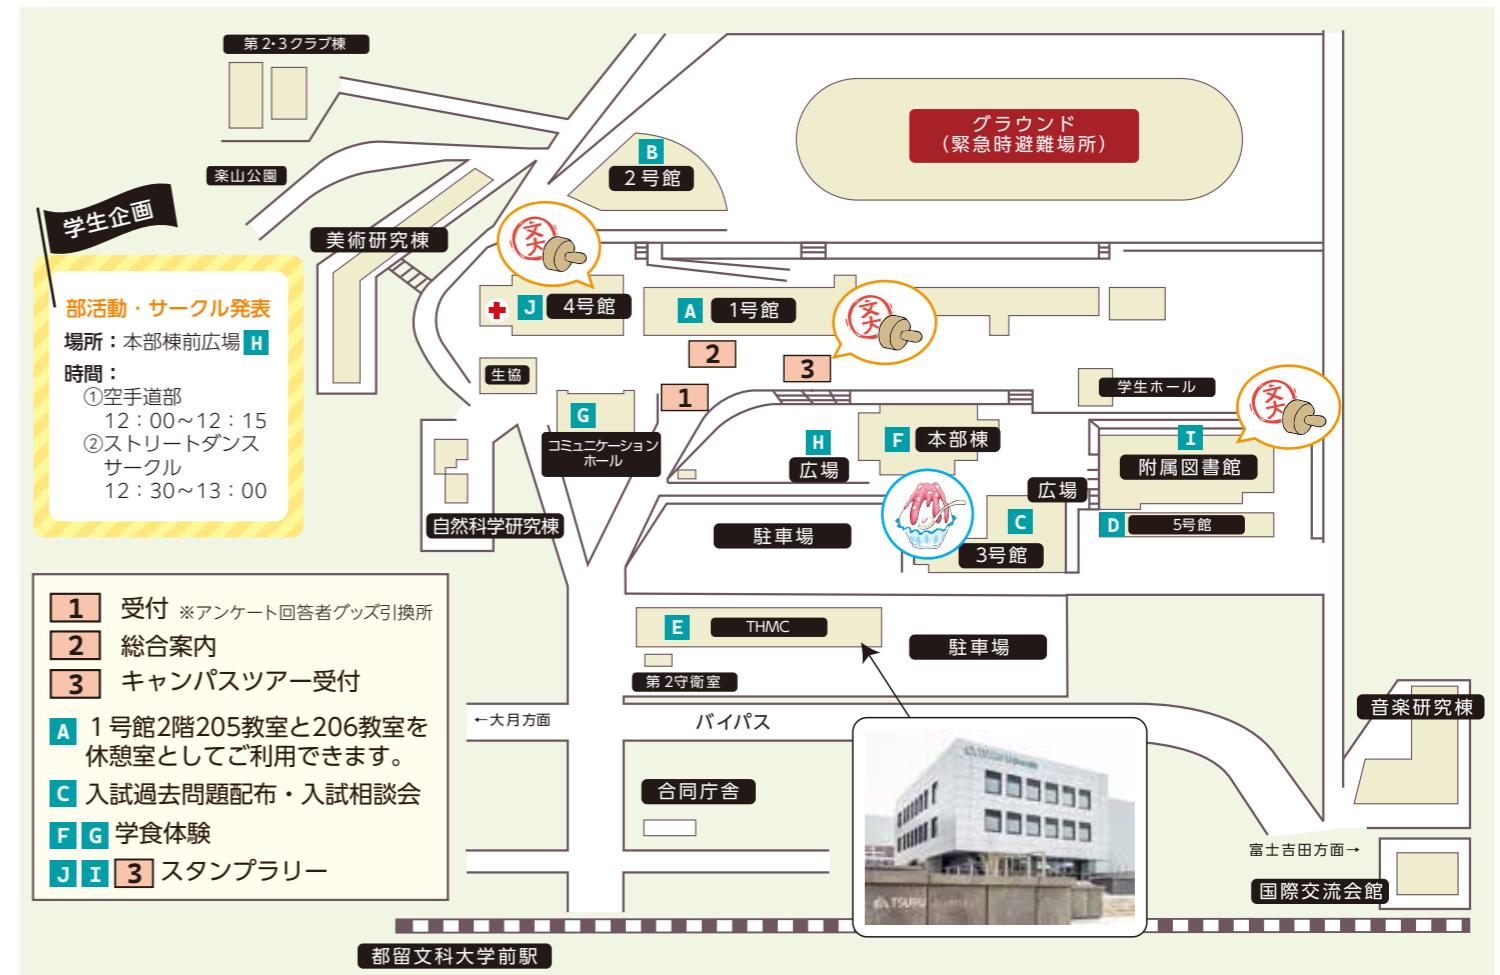 第2・3クラブ棟
グラウンド
(緊急時避難場所)
B
2号館
楽山公園
学生企画
美術研究棟
文大
部活動・サークル発表
場所：本部棟前広場 H
時間：
①空手道部
12：00～12：15
②ストリートダンス
サークル
12：30～13：00
J 4号館
A 1号館
文大
2
3
1
生協
学生ホール
文大
G
コミュニケーション
ホール
H
広場
F 本部棟
I
附属図書館
広場
自然科学研究棟
駐車場
C
3号館
D 5号館
1 受付 ※アンケート回答者グッズ引換所
2 総合案内
3 キャンパスツアー受付
A 1号館2階205教室と206教室を
休憩室としてご利用できます。
C 入試過去問題配布・入試相談会
F G 学食体験
J I 3 スタンプラリー
E THMC
駐車場
第2守衛室
←大月方面
バイパス
音楽研究棟
合同庁舎
TSURU
富士吉田方面→
国際交流会館
都留文科大学前駅